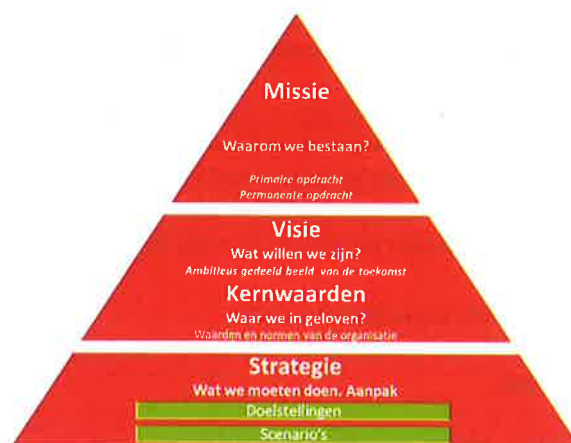 Missie
Waarom we bestaan?
Primaire opdracht
Permanente opdracht
Visie
Wat willen we zijn?
Ambitieus gedeeld beeld van de toekomst
Kernwaarden
Waar we in geloven?
Waarden en normen van de organisatie
Strategie
Wat we moeten doen. Aanpak
Doelstellingen
Scenario's